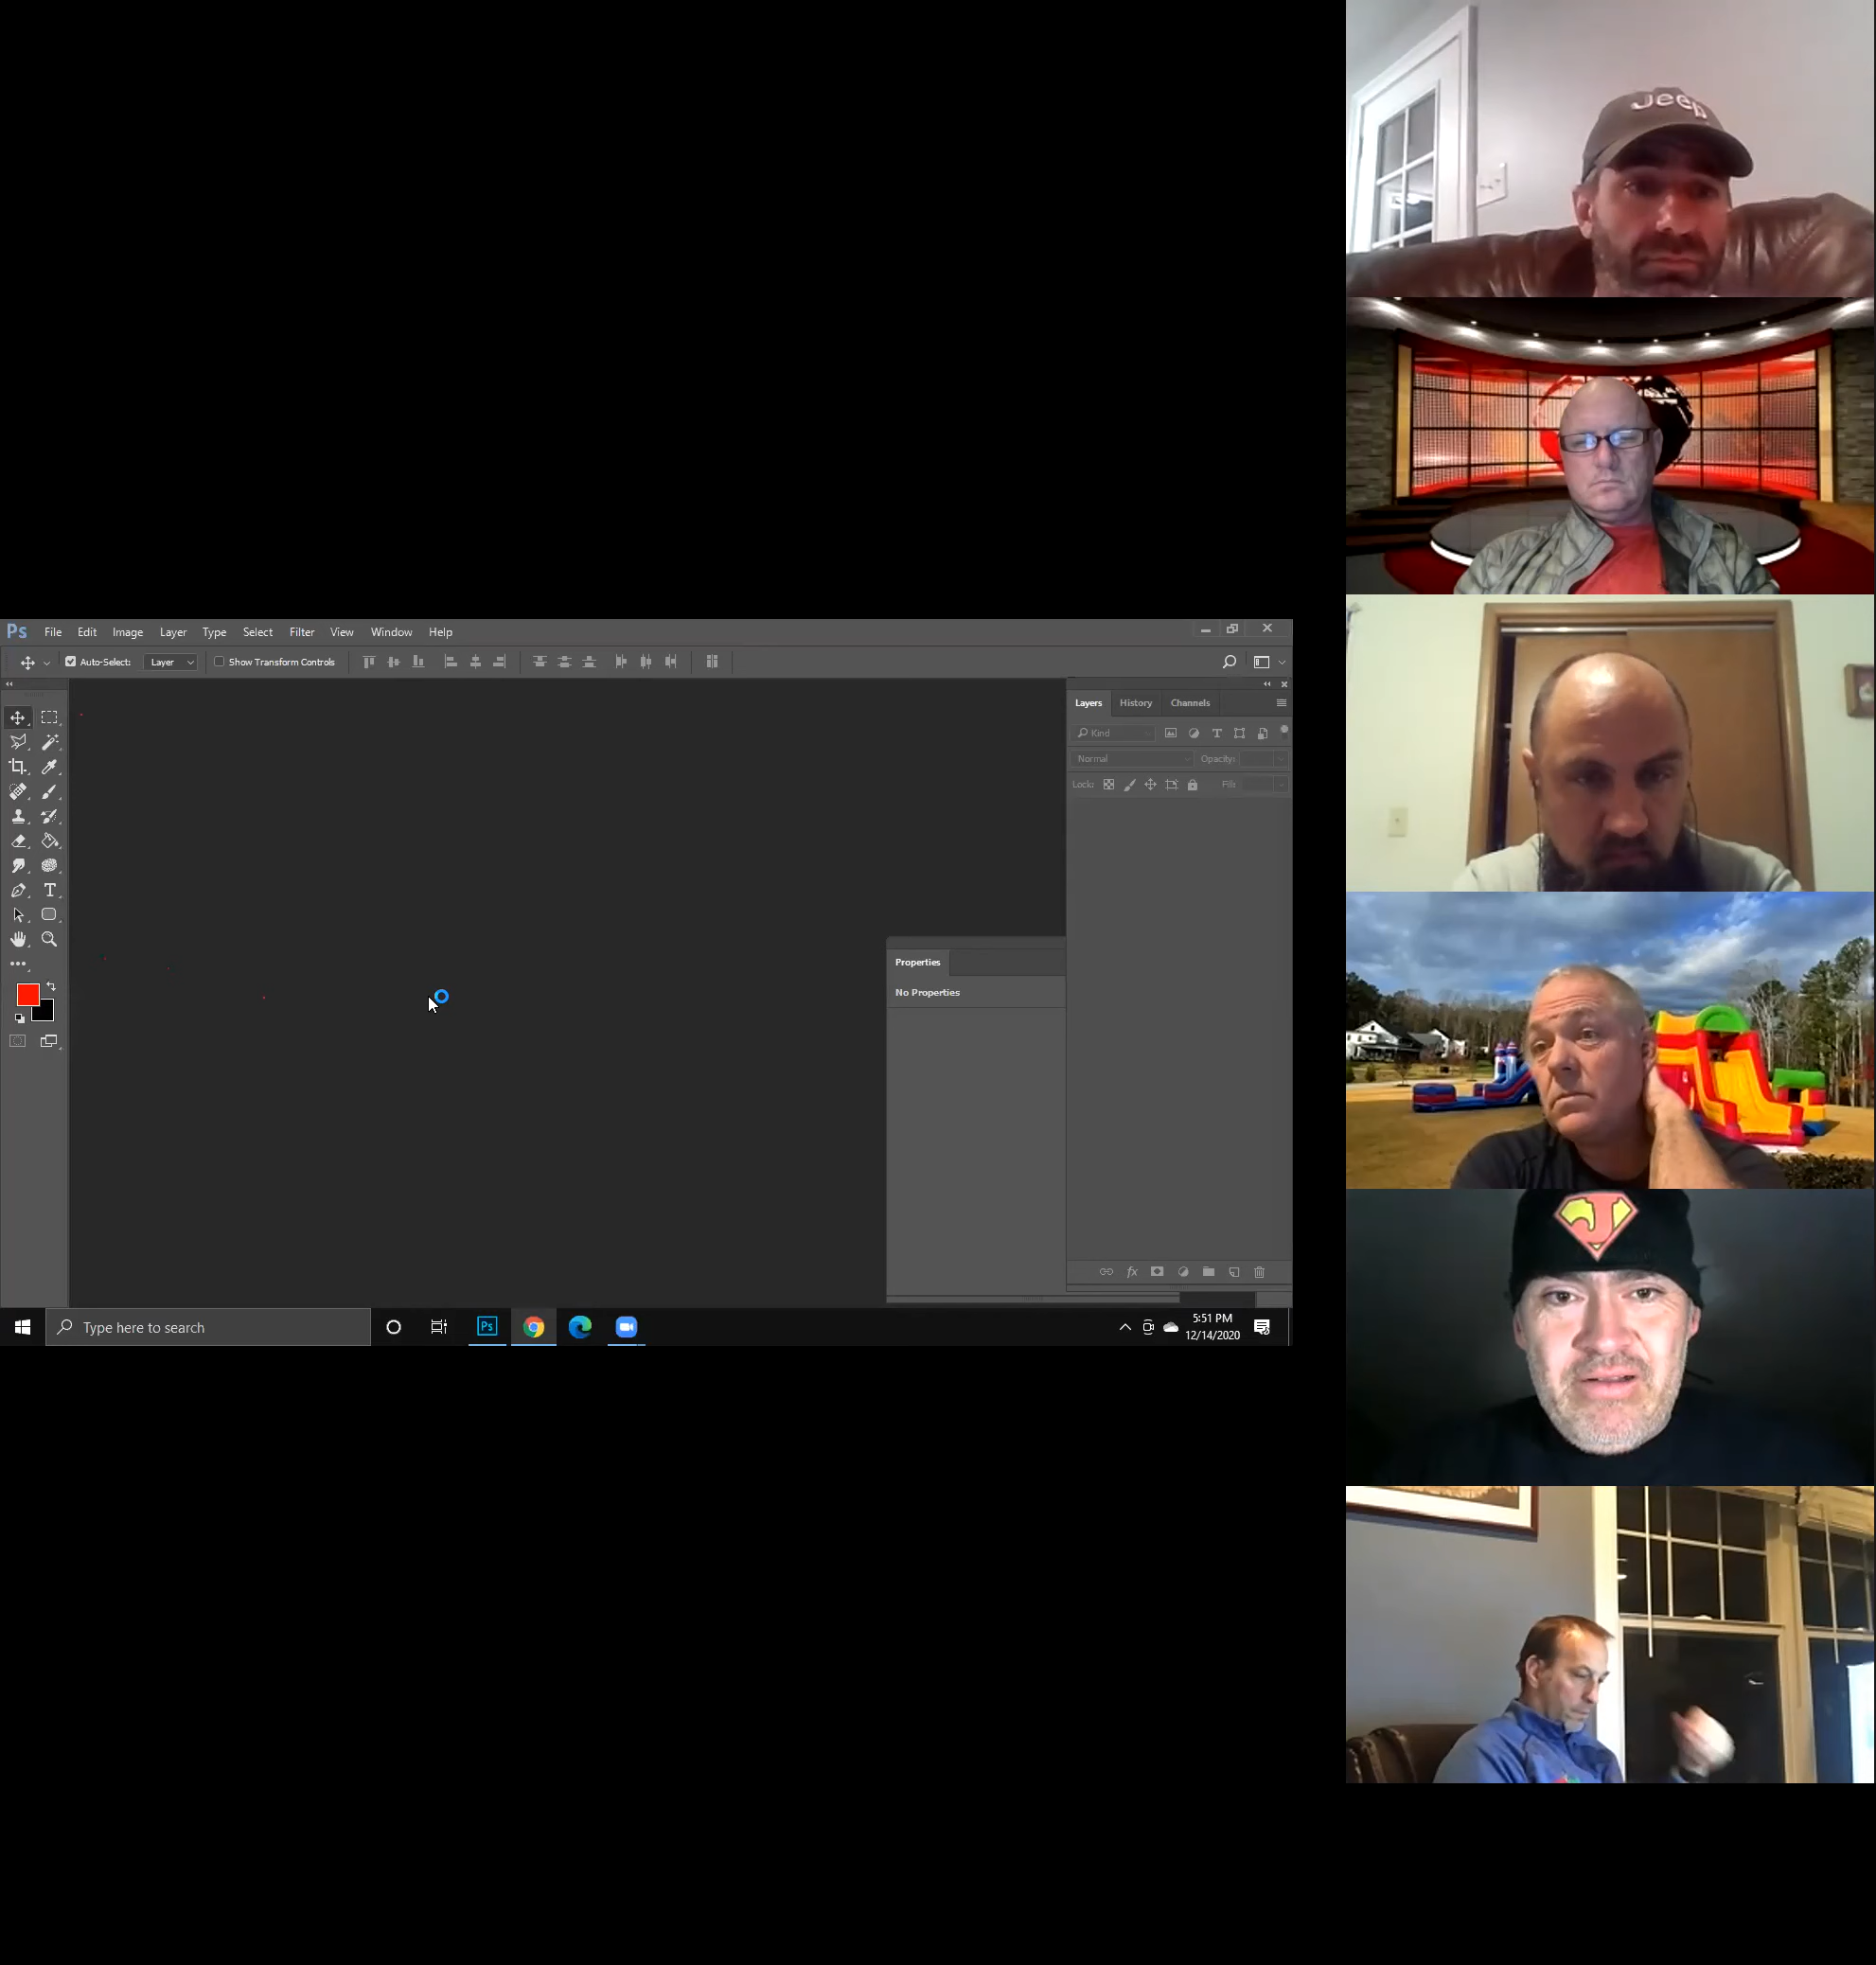 Jeep
Ps File Edit Image Layer Type Select Filter View Window Help
Auto-Select: Layer Show Transform Controls
Layers History Channels
Kind
Normal Opacity:
Lock: Fill:
Properties
No Properties
fx
J
Type here to search
Ps
5:51 PM
12/14/2020